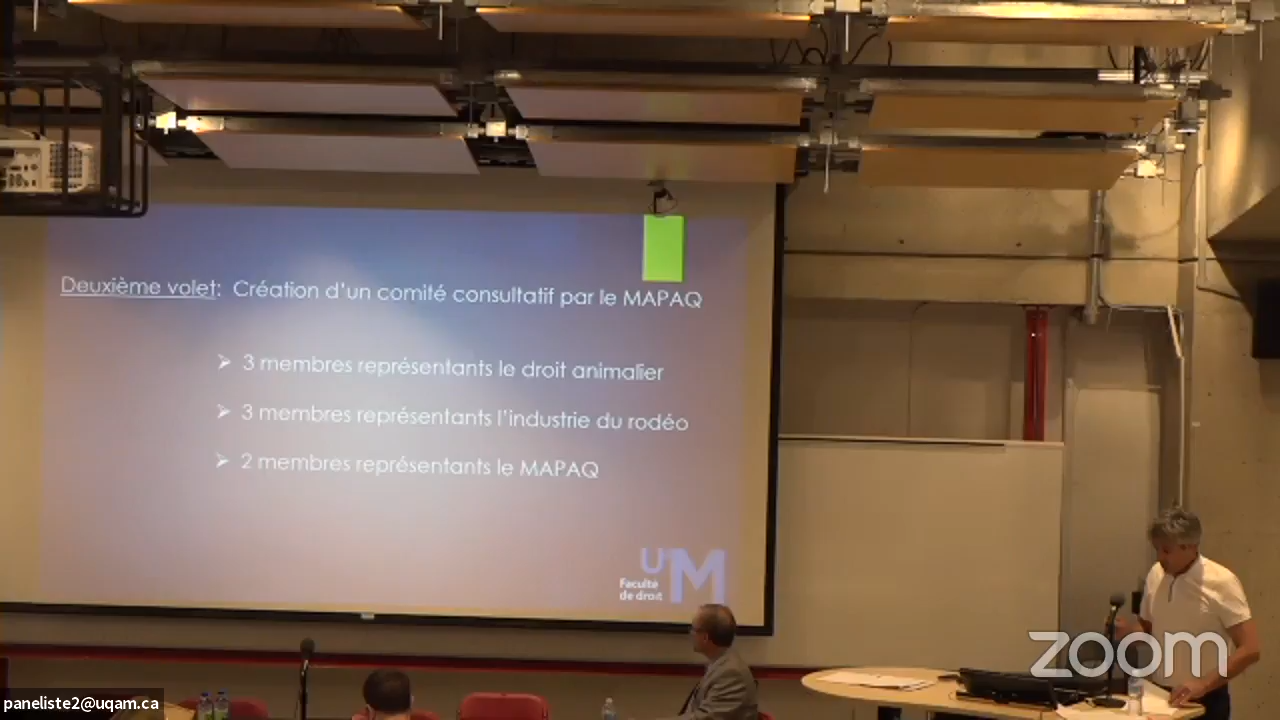 Deuxième volet: Création d'un comité consultatif par le MAPAQ
➢ 3 membres représentants le droit animalier
➢ 3 membres représentants l'industrie du rodéo
➢ 2 membres représentants le MAPAQ
UM
Faculté
de droit
zoom
paneliste2@uqam.ca